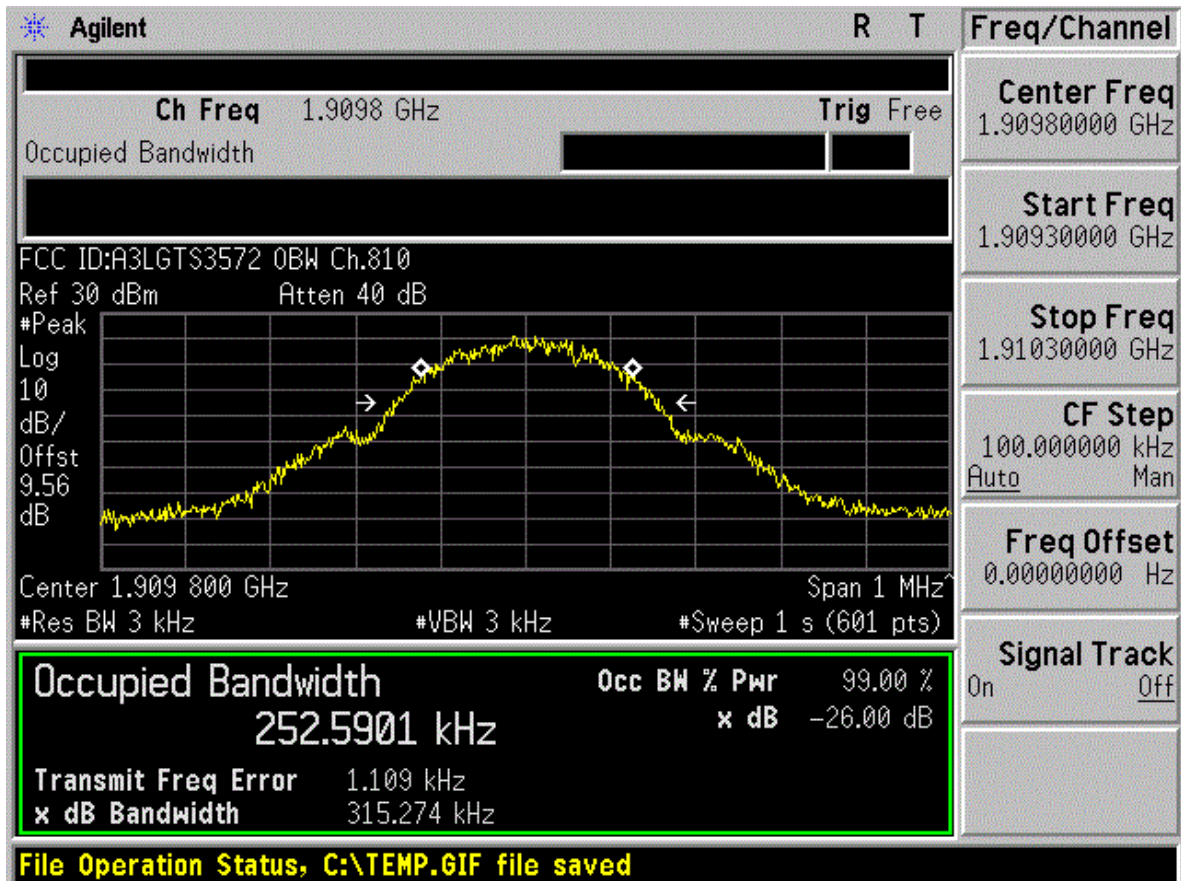 Agilent R T
Ch Freq 1.9098 GHz Trig Free
Occupied Bandwidth
FCC ID:A3LGTS3572 OBW Ch.810
Ref 30 dBm Atten 40 dB
#Peak
Log
10
dB/
Offst
9.56
dB
Center 1.909 800 GHz Span 1 MHz^
#Res BW 3 kHz #VBW 3 kHz #Sweep 1 s (601 pts)
Occupied Bandwidth Occ BW % Pwr 99.00 %
252.5901 kHz x dB -26.00 dB
Transmit Freq Error 1.109 kHz
x dB Bandwidth 315.274 kHz
File Operation Status, C:\TEMP.GIF file saved
Freq/Channel
Center Freq
1.90980000 GHz
Start Freq
1.90930000 GHz
Stop Freq
1.91030000 GHz
CF Step
100.000000 kHz
Auto Man
Freq Offset
0.00000000 Hz
Signal Track
On Off